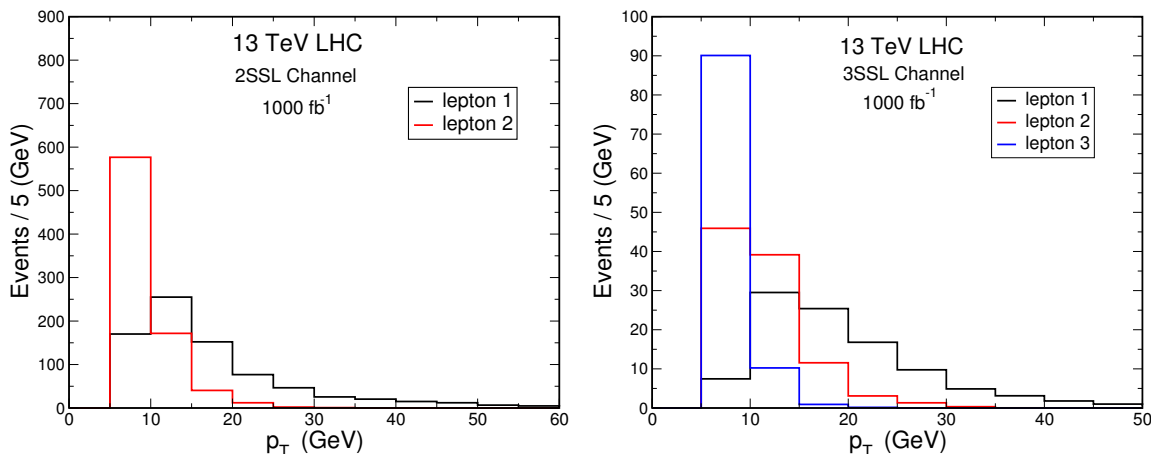 13 TeV LHC
2SSL Channel
1000 fb⁻¹
lepton 1
lepton 2
Events / 5 (GeV)
900
800
700
600
500
400
300
200
100
0
0 10 20 30 40 50 60
p_T (GeV)
13 TeV LHC
3SSL Channel
1000 fb⁻¹
lepton 1
lepton 2
lepton 3
Events / 5 (GeV)
100
90
80
70
60
50
40
30
20
10
0
0 10 20 30 40 50
p_T (GeV)